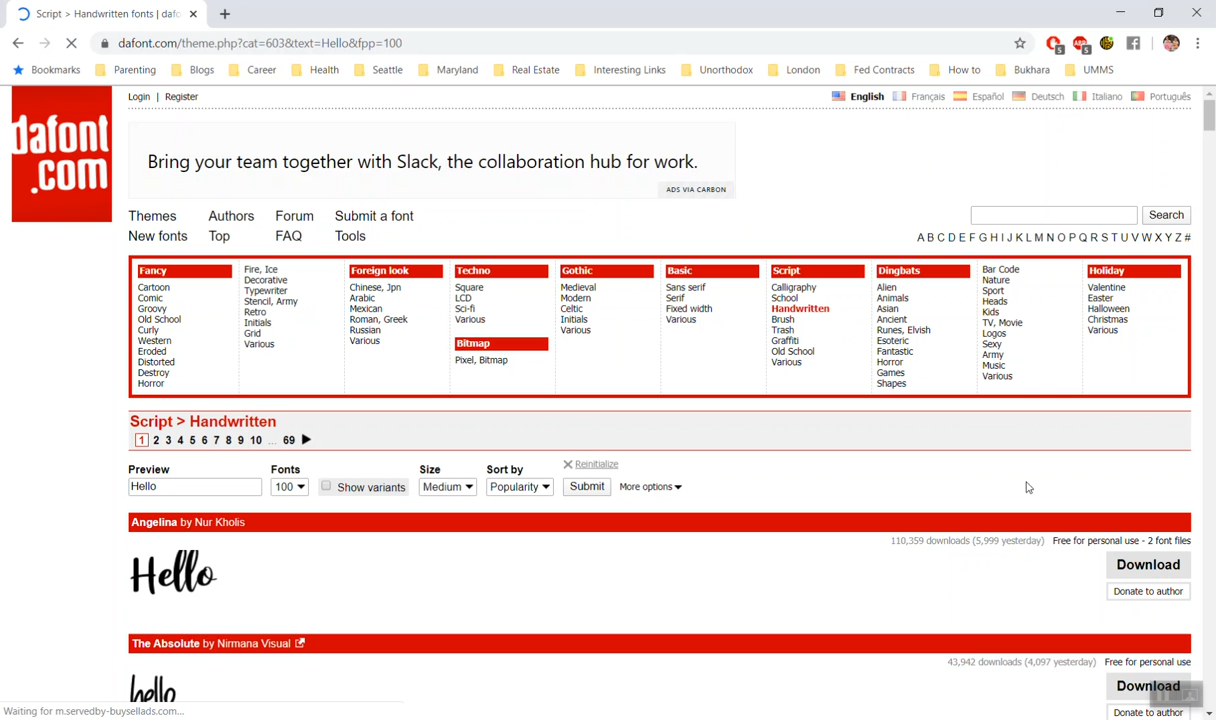 Script > Handwritten fonts | dafo
dafont.com/theme.php?cat=603&text=Hello&fpp=100
5
5
Bookmarks Parenting Blogs Career Health Seattle Maryland Real Estate Interesting Links Unorthodox London Fed Contracts How to Bukhara UMMS
dafont
.com
Login | Register
English Français Español Deutsch Italiano Português
Bring your team together with Slack, the collaboration hub for work.
ADS VIA CARBON
Themes Authors Forum Submit a font
New fonts Top FAQ Tools
Search
A B C D E F G H I J K L M N O P Q R S T U V W X Y Z #
Fancy
Cartoon
Comic
Groovy
Old School
Curly
Western
Eroded
Distorted
Destroy
Horror
Fire, Ice
Decorative
Typewriter
Stencil, Army
Retro
Initials
Grid
Various
Foreign look
Chinese, Jpn
Arabic
Mexican
Roman, Greek
Russian
Various
Techno
Square
LCD
Sci-fi
Various
Bitmap
Pixel, Bitmap
Gothic
Medieval
Modern
Celtic
Initials
Various
Basic
Sans serif
Serif
Fixed width
Various
Script
Calligraphy
School
Handwritten
Brush
Trash
Graffiti
Old School
Various
Dingbats
Alien
Animals
Asian
Ancient
Runes, Elvish
Esoteric
Fantastic
Horror
Games
Shapes
Bar Code
Nature
Sport
Heads
Kids
TV, Movie
Logos
Sexy
Army
Music
Various
Holiday
Valentine
Easter
Halloween
Christmas
Various
Script > Handwritten
1 2 3 4 5 6 7 8 9 10 ... 69
Reinitialize
Preview Fonts Size Sort by
Hello 100 Show variants Medium Popularity Submit More options
Angelina by Nur Kholis
110,359 downloads (5,999 yesterday) Free for personal use - 2 font files
Hello
Download
Donate to author
The Absolute by Nirmana Visual
43,942 downloads (4,097 yesterday) Free for personal use
hello
Download
Donate to author
Waiting for m.servedby-buysellads.com...